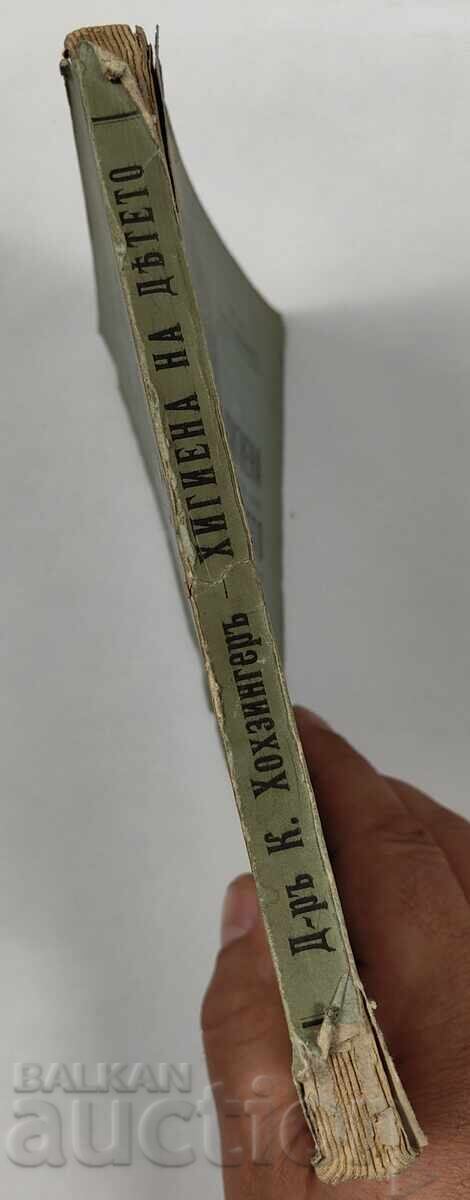 Д-ръ К. Хохзингеръ — ХИГИЕНА НА ДѢТЕТО
BALKAN
auction